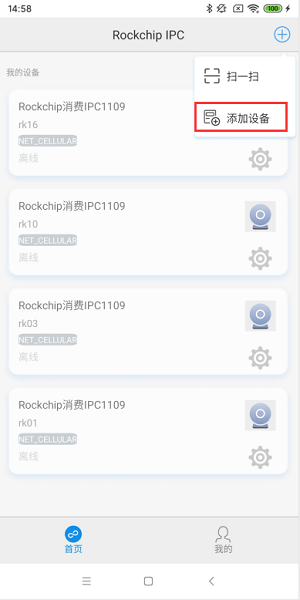 14:58
100
Rockchip IPC
我的设备
扫一扫
添加设备
Rockchip消费IPC1109
rk16
NET_CELLULAR
离线
Rockchip消费IPC1109
rk10
NET_CELLULAR
离线
Rockchip消费IPC1109
rk03
NET_CELLULAR
离线
Rockchip消费IPC1109
rk01
NET_CELLULAR
离线
首页
我的